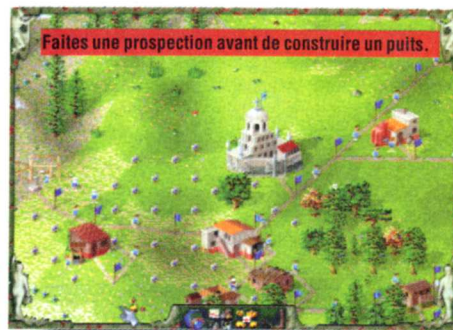 Faites une prospection avant de construire un puits.